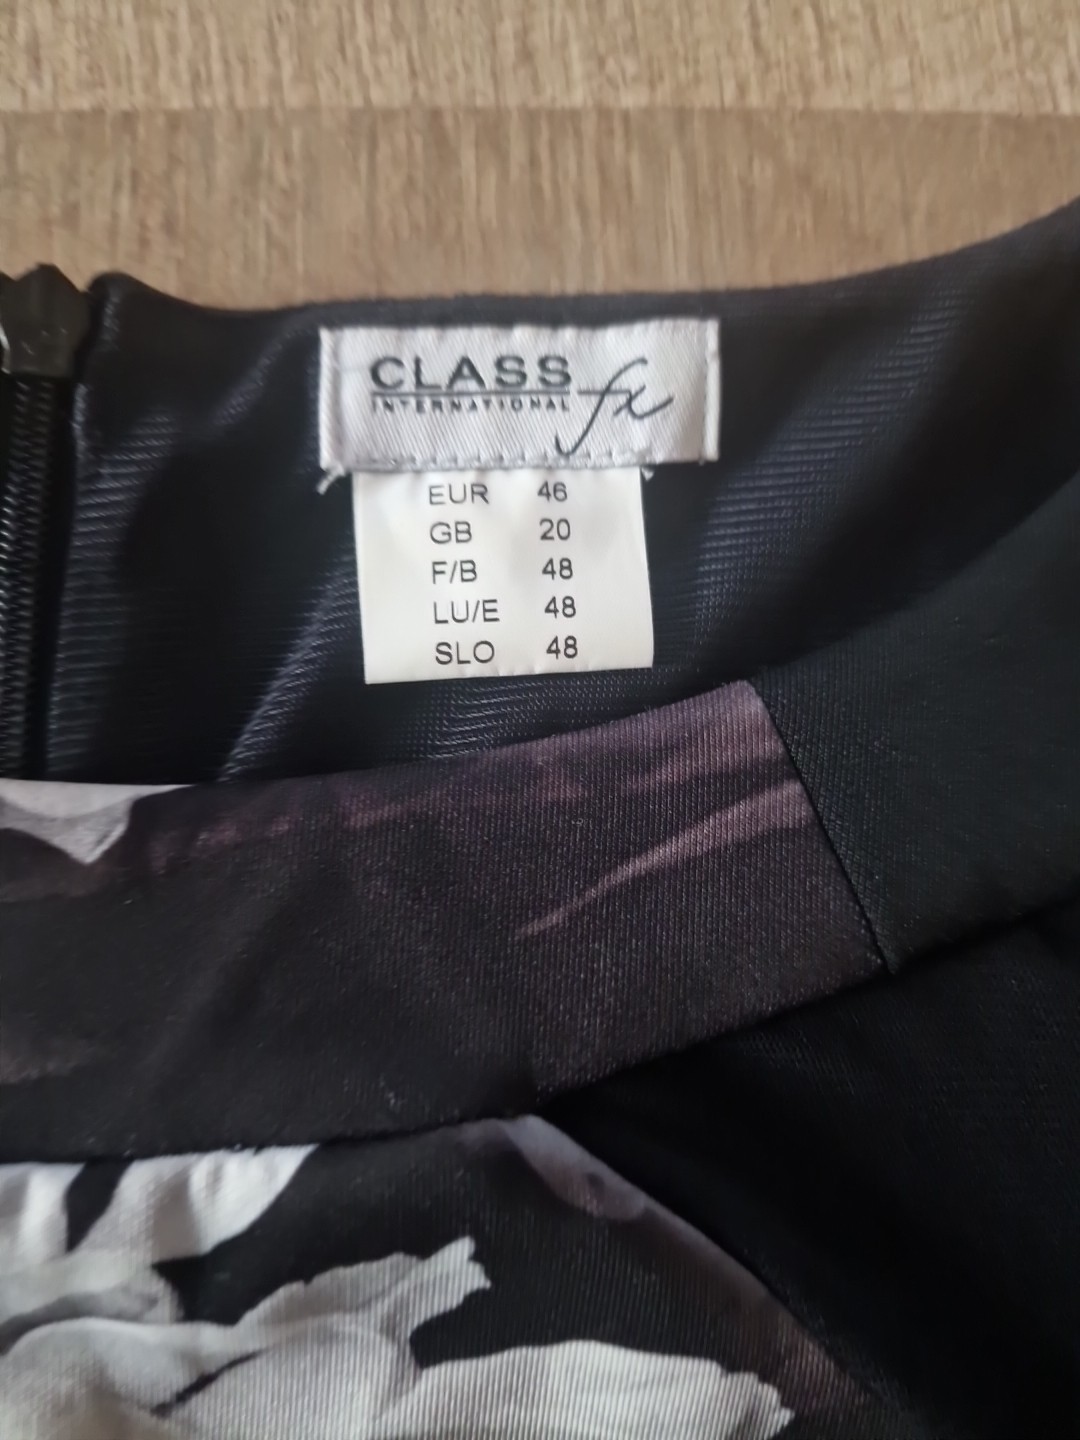 CLASS
INTERNATIONAL fx
EUR 46
GB 20
F/B 48
LU/E 48
SLO 48